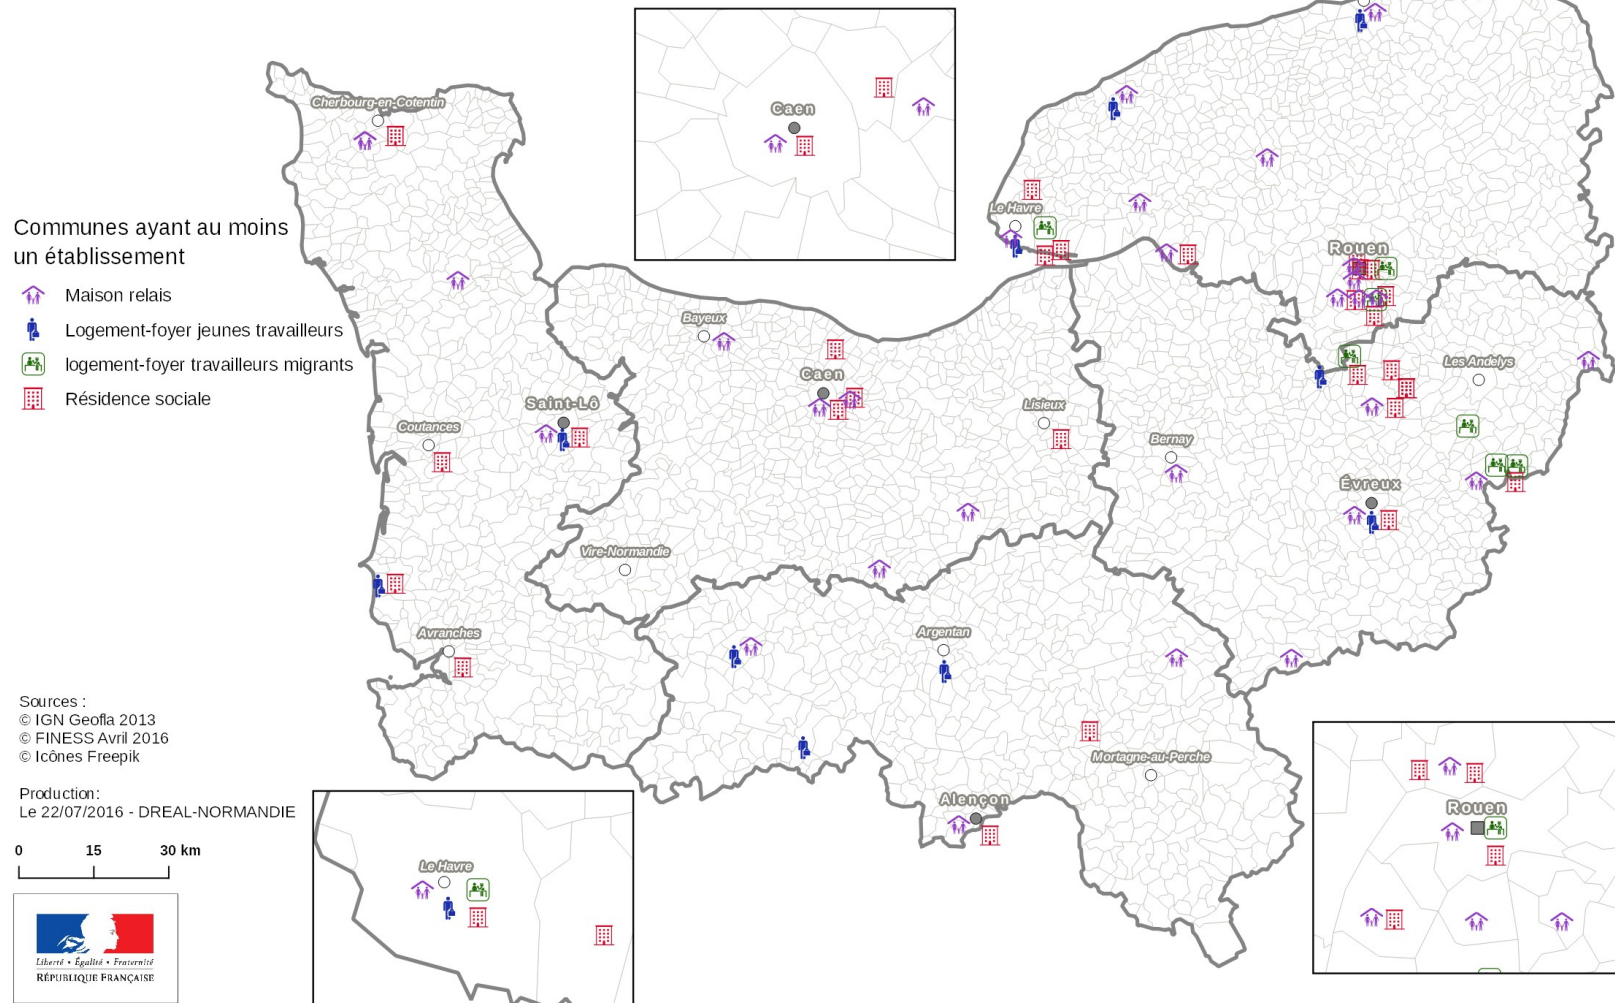 Cherbourg-en-Cotentin
Caen
Le Havre
Rouen
Communes ayant au moins
un établissement
Maison relais
Logement-foyer jeunes travailleurs
logement-foyer travailleurs migrants
Résidence sociale
Bayeux
Caen
Saint-Lô
Coutances
Lisieux
Bernay
Les Andelys
Évreux
Vire-Normandie
Avranches
Argentan
Mortagne-au-Perche
Alençon
Sources :
© IGN Geofla 2013
© FINESS Avril 2016
© Icônes Freepik
Production:
Le 22/07/2016 - DREAL-NORMANDIE
0 15 30 km
Liberté • Égalité • Fraternité
RÉPUBLIQUE FRANÇAISE
Le Havre
Rouen